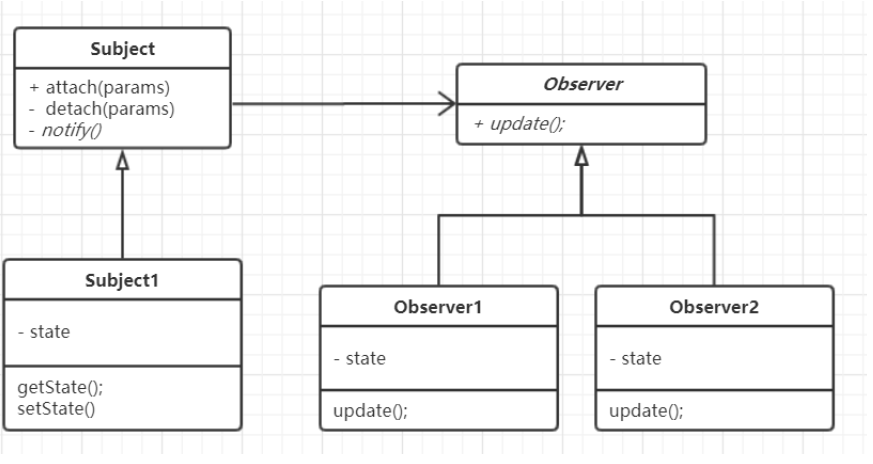 Subject
+ attach(params)
- detach(params)
- notify()
Observer
+ update();
Subject1
- state
getState();
setState()
Observer1
- state
update();
Observer2
- state
update();